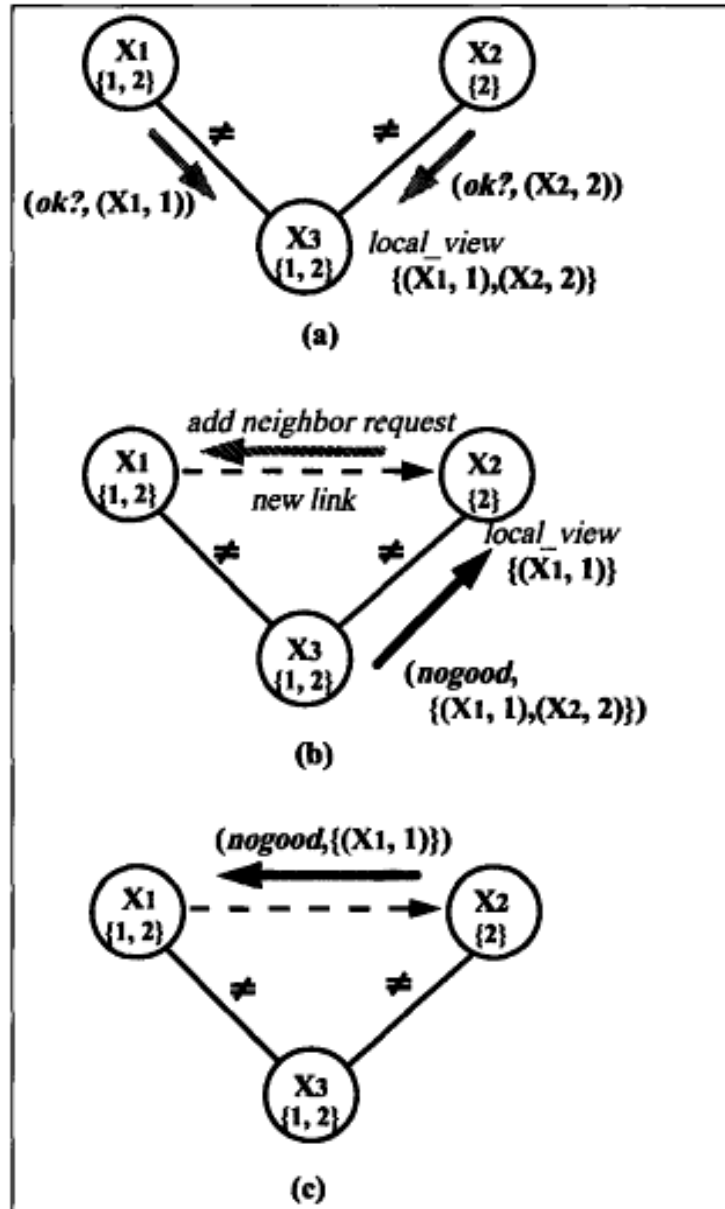 X1
{1, 2}
X2
{2}
≠
≠
(ok?, (X1, 1))
(ok?, (X2, 2))
X3
{1, 2}
local_view
{(X1, 1),(X2, 2)}
(a)
add neighbor request
X1
{1, 2}
X2
{2}
new link
local_view
{(X1, 1)}
≠
≠
X3
{1, 2}
(nogood,
{(X1, 1),(X2, 2)})
(b)
(nogood,{(X1, 1)})
X1
{1, 2}
X2
{2}
≠
≠
X3
{1, 2}
(c)